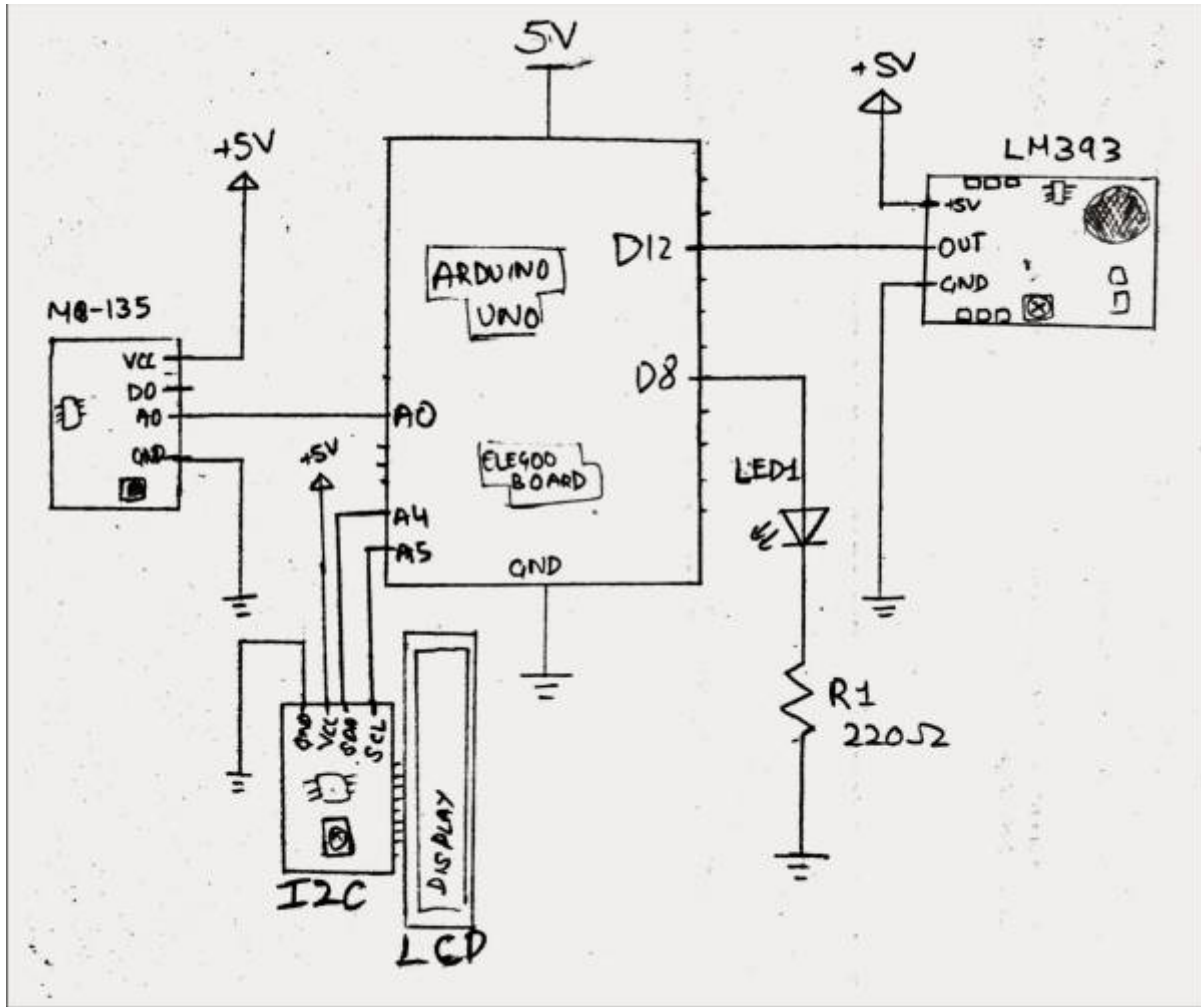 5V
+5V
LM393
+5V
OUT
GND
+5V
MQ-135
VCC
DO
AO
GND
ARDUINO
UNO
D12
D8
AO
ELEGOO
BOARD
A4
A5
GND
+5V
LED1
R1
220Ω
GND
VCC
SDA
SCL
I2C
DISPLAY
LCD